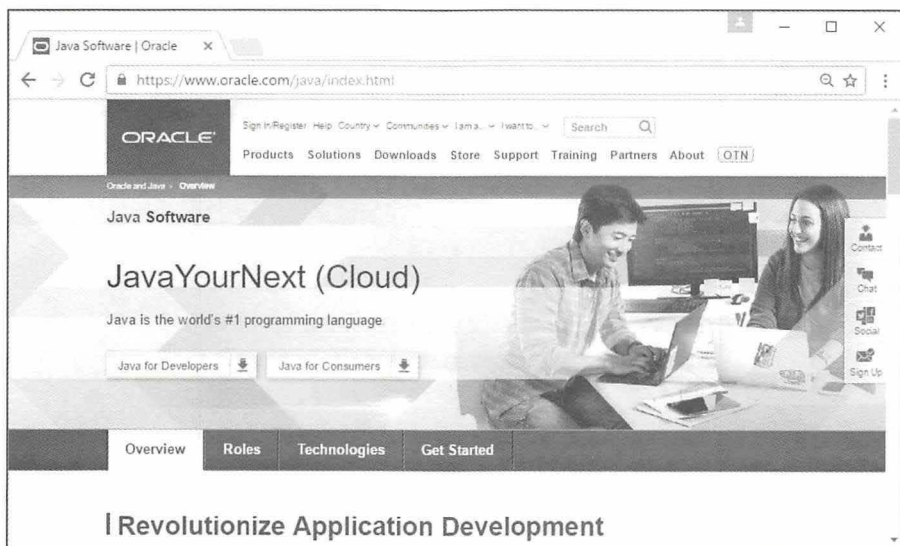 Java Software | Oracle
https://www.oracle.com/java/index.html
ORACLE
Sign In/Register Help Country Communities I am a... I want to... Search
Products Solutions Downloads Store Support Training Partners About OTN
Oracle and Java › Overview
Java Software
JavaYourNext (Cloud)
Java is the world's #1 programming language.
Java for Developers Java for Consumers
Contact
Chat
Social
Sign Up
Overview Roles Technologies Get Started
Revolutionize Application Development